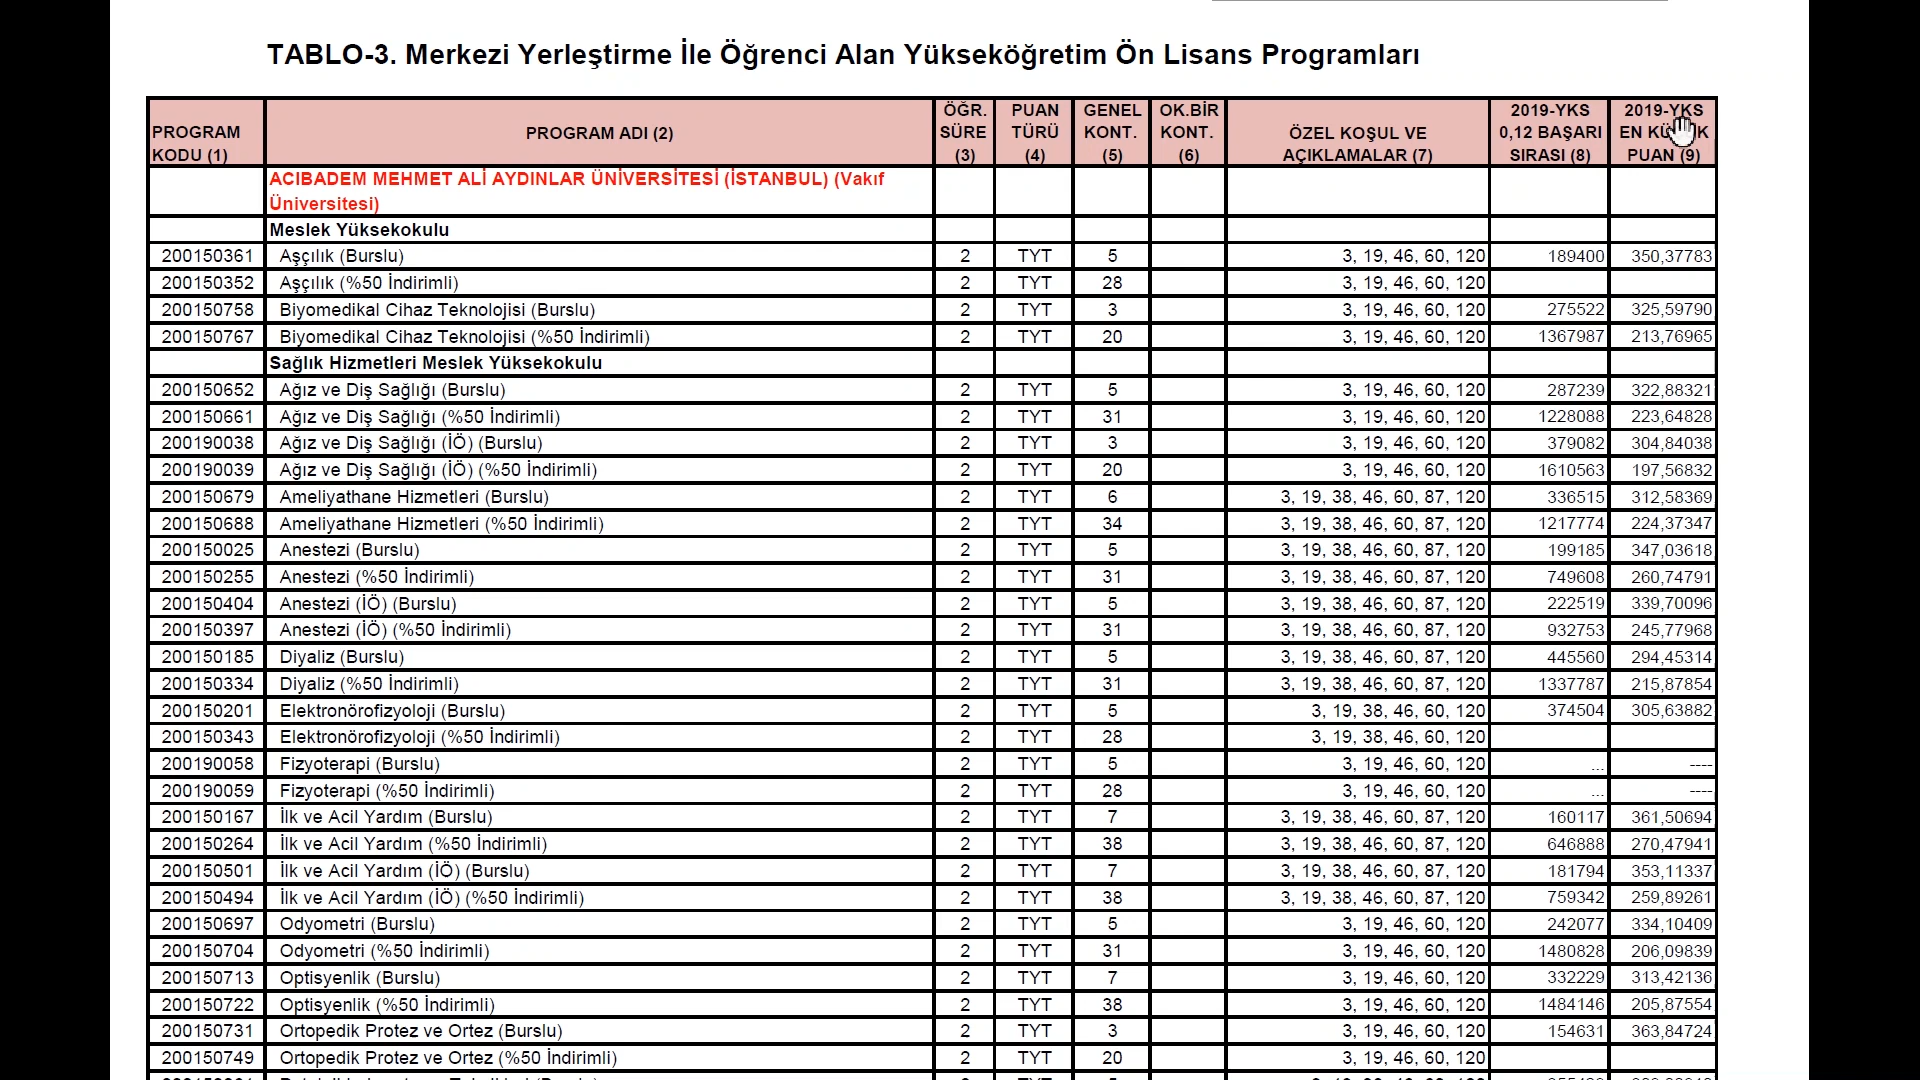 TABLO-3. Merkezi Yerleştirme İle Öğrenci Alan Yükseköğretim Ön Lisans Programları
PROGRAM KODU (1) PROGRAM ADI (2) ÖĞR. SÜRE (3) PUAN TÜRÜ (4) GENEL KONT. (5) OK.BİR KONT. (6) ÖZEL KOŞUL VE AÇIKLAMALAR (7) 2019-YKS 0,12 BAŞARI SIRASI (8) 2019-YKS EN PUAN (9)
ACIBADEM MEHMET ALİ AYDINLAR ÜNİVERSİTESİ (İSTANBUL) (Vakıf
Üniversitesi)
Meslek Yüksekokulu
200150361 Aşçılık (Burslu) 2 TYT 5 3, 19, 46, 60, 120 189400 350,37783
200150352 Aşçılık (%50 İndirimli) 2 TYT 28 3, 19, 46, 60, 120
200150758 Biyomedikal Cihaz Teknolojisi (Burslu) 2 TYT 3 3, 19, 46, 60, 120 275522 325,59790
200150767 Biyomedikal Cihaz Teknolojisi (%50 İndirimli) 2 TYT 20 3, 19, 46, 60, 120 1367987 213,76965
Sağlık Hizmetleri Meslek Yüksekokulu
200150652 Ağız ve Diş Sağlığı (Burslu) 2 TYT 5 3, 19, 46, 60, 120 287239 322,88321
200150661 Ağız ve Diş Sağlığı (%50 İndirimli) 2 TYT 31 3, 19, 46, 60, 120 1228088 223,64828
200190038 Ağız ve Diş Sağlığı (İÖ) (Burslu) 2 TYT 3 3, 19, 46, 60, 120 379082 304,84038
200190039 Ağız ve Diş Sağlığı (İÖ) (%50 İndirimli) 2 TYT 20 3, 19, 46, 60, 120 1610563 197,56832
200150679 Ameliyathane Hizmetleri (Burslu) 2 TYT 6 3, 19, 38, 46, 60, 87, 120 336515 312,58369
200150688 Ameliyathane Hizmetleri (%50 İndirimli) 2 TYT 34 3, 19, 38, 46, 60, 87, 120 1217774 224,37347
200150025 Anestezi (Burslu) 2 TYT 5 3, 19, 38, 46, 60, 87, 120 199185 347,03618
200150255 Anestezi (%50 İndirimli) 2 TYT 31 3, 19, 38, 46, 60, 87, 120 749608 260,74791
200150404 Anestezi (İÖ) (Burslu) 2 TYT 5 3, 19, 38, 46, 60, 87, 120 222519 339,70096
200150397 Anestezi (İÖ) (%50 İndirimli) 2 TYT 31 3, 19, 38, 46, 60, 87, 120 932753 245,77968
200150185 Diyaliz (Burslu) 2 TYT 5 3, 19, 38, 46, 60, 87, 120 445560 294,45314
200150334 Diyaliz (%50 İndirimli) 2 TYT 31 3, 19, 38, 46, 60, 87, 120 1337787 215,87854
200150201 Elektronörofizyoloji (Burslu) 2 TYT 5 3, 19, 38, 46, 60, 120 374504 305,63882
200150343 Elektronörofizyoloji (%50 İndirimli) 2 TYT 28 3, 19, 38, 46, 60, 120
200190058 Fizyoterapi (Burslu) 2 TYT 5 3, 19, 46, 60, 120 ... ----
200190059 Fizyoterapi (%50 İndirimli) 2 TYT 28 3, 19, 46, 60, 120 ... ----
200150167 İlk ve Acil Yardım (Burslu) 2 TYT 7 3, 19, 38, 46, 60, 87, 120 160117 361,50694
200150264 İlk ve Acil Yardım (%50 İndirimli) 2 TYT 38 3, 19, 38, 46, 60, 87, 120 646888 270,47941
200150501 İlk ve Acil Yardım (İÖ) (Burslu) 2 TYT 7 3, 19, 38, 46, 60, 87, 120 181794 353,11337
200150494 İlk ve Acil Yardım (İÖ) (%50 İndirimli) 2 TYT 38 3, 19, 38, 46, 60, 87, 120 759342 259,89261
200150697 Odyometri (Burslu) 2 TYT 5 3, 19, 46, 60, 120 242077 334,10409
200150704 Odyometri (%50 İndirimli) 2 TYT 31 3, 19, 46, 60, 120 1480828 206,09839
200150713 Optisyenlik (Burslu) 2 TYT 7 3, 19, 46, 60, 120 332229 313,42136
200150722 Optisyenlik (%50 İndirimli) 2 TYT 38 3, 19, 46, 60, 120 1484146 205,87554
200150731 Ortopedik Protez ve Ortez (Burslu) 2 TYT 3 3, 19, 46, 60, 120 154631 363,84724
200150749 Ortopedik Protez ve Ortez (%50 İndirimli) 2 TYT 20 3, 19, 46, 60, 120